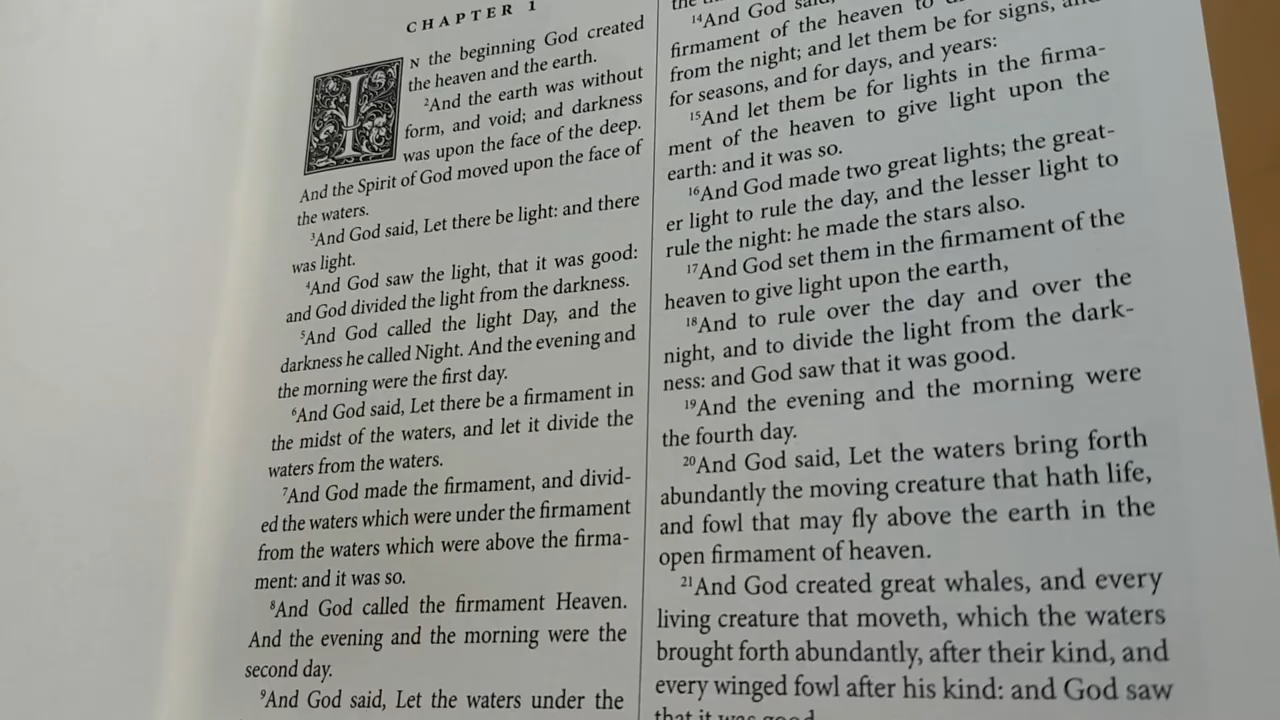 CHAPTER 1
IN the beginning God created
the heaven and the earth.
2And the earth was without
form, and void; and darkness
was upon the face of the deep.
And the Spirit of God moved upon the face of
the waters.
3And God said, Let there be light: and there
was light.
4And God saw the light, that it was good:
and God divided the light from the darkness.
5And God called the light Day, and the
darkness he called Night. And the evening and
the morning were the first day.
6And God said, Let there be a firmament in
the midst of the waters, and let it divide the
waters from the waters.
7And God made the firmament, and divid-
ed the waters which were under the firmament
from the waters which were above the firma-
ment: and it was so.
8And God called the firmament Heaven.
And the evening and the morning were the
second day.
9And God said, Let the waters under the
14And God said,
firmament of the heaven to
from the night; and let them be for signs, and
for seasons, and for days, and years:
15And let them be for lights in the firma-
ment of the heaven to give light upon the
earth: and it was so.
16And God made two great lights; the great-
er light to rule the day, and the lesser light to
rule the night: he made the stars also.
17And God set them in the firmament of the
heaven to give light upon the earth,
18And to rule over the day and over the
night, and to divide the light from the dark-
ness: and God saw that it was good.
19And the evening and the morning were
the fourth day.
20And God said, Let the waters bring forth
abundantly the moving creature that hath life,
and fowl that may fly above the earth in the
open firmament of heaven.
21And God created great whales, and every
living creature that moveth, which the waters
brought forth abundantly, after their kind, and
every winged fowl after his kind: and God saw
that it was good.